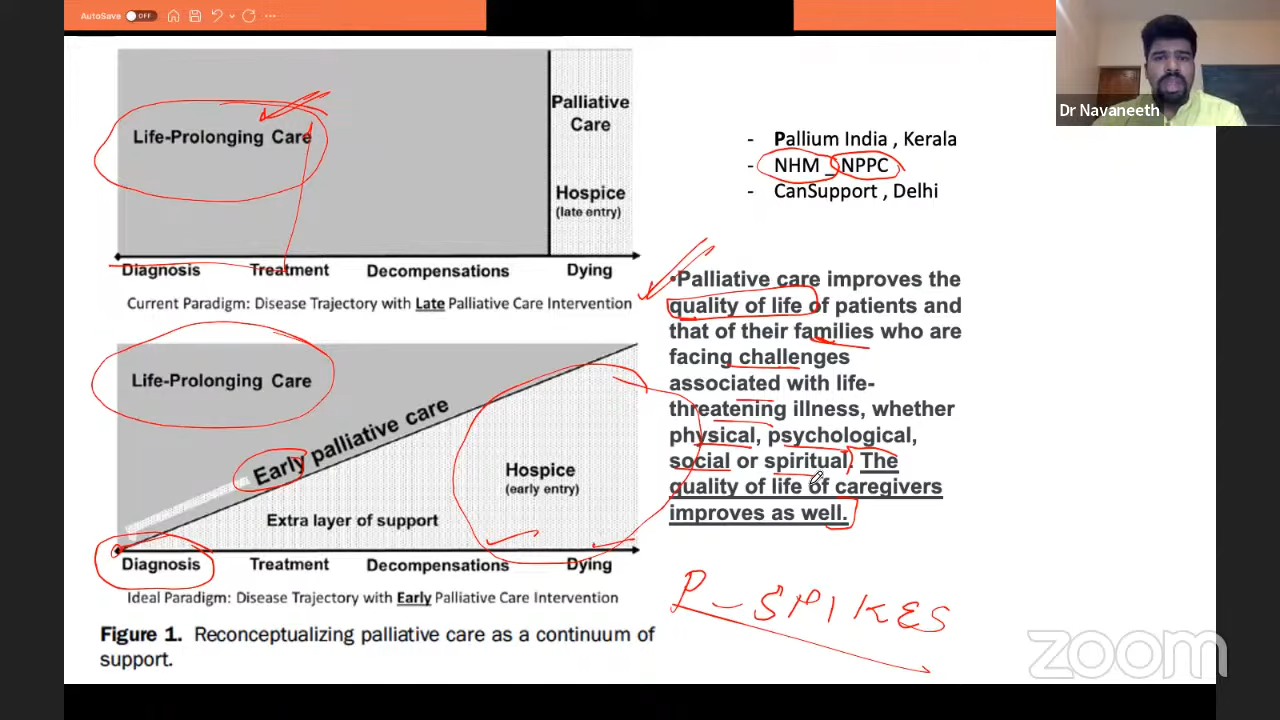 AutoSave OFF
Life-Prolonging Care
Palliative
Care
Hospice
(late entry)
Diagnosis Treatment Decompensations Dying
Current Paradigm: Disease Trajectory with Late Palliative Care Intervention
Life-Prolonging Care
Early palliative care
Hospice
(early entry)
Extra layer of support
Diagnosis Treatment Decompensations Dying
Ideal Paradigm: Disease Trajectory with Early Palliative Care Intervention
Figure 1. Reconceptualizing palliative care as a continuum of
support.
Dr Navaneeth
- Pallium India , Kerala
- NHM _ NPPC
- CanSupport , Delhi
•Palliative care improves the
quality of life of patients and
that of their families who are
facing challenges
associated with life-
threatening illness, whether
physical, psychological,
social or spiritual. The
quality of life of caregivers
improves as well.
P - SPIKES
zoom